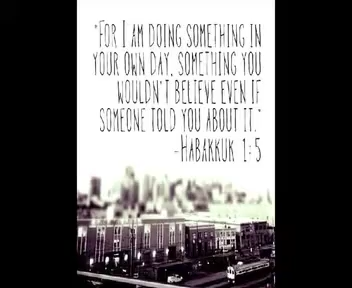 "For I am doing something in
your own day, something you
wouldn't believe even if
someone told you about it."
-Habakkuk 1:5